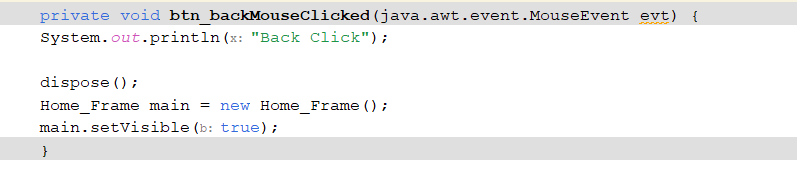 private void btn_backMouseClicked(java.awt.event.MouseEvent evt) {
System.out.println(x: "Back Click");
dispose();
Home_Frame main = new Home_Frame();
main.setVisible(b: true);
}